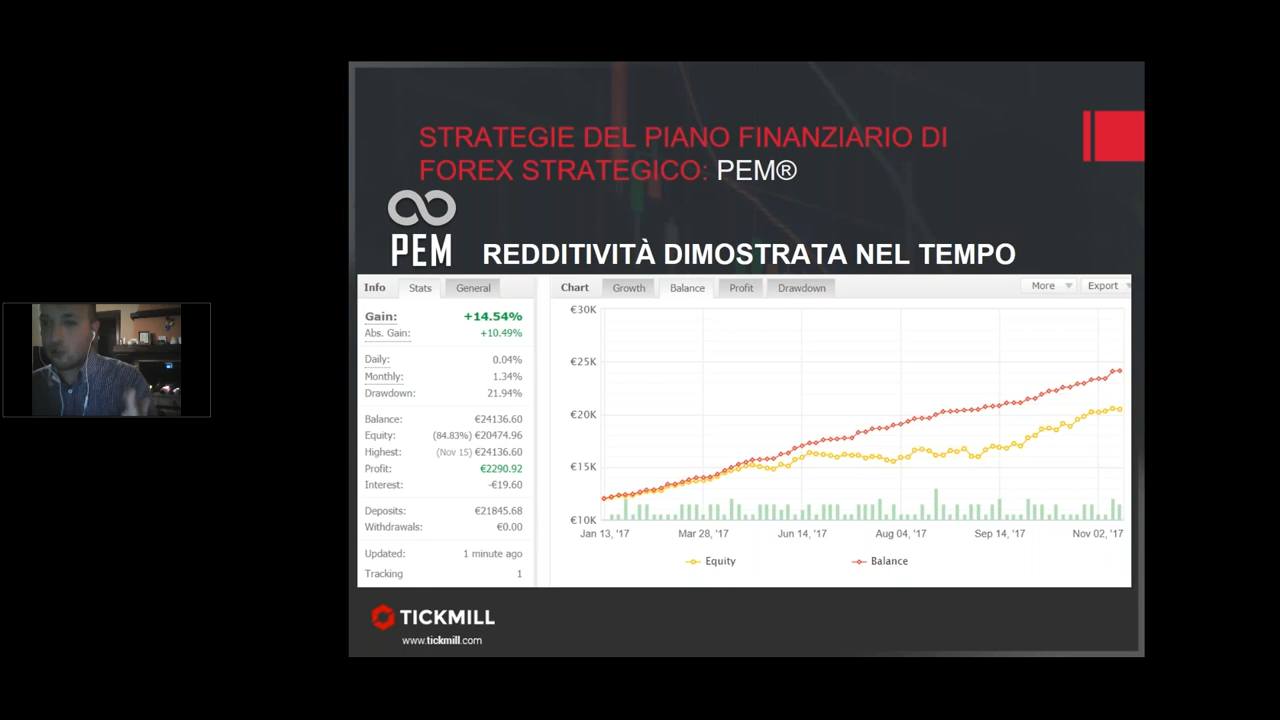 STRATEGIE DEL PIANO FINANZIARIO DI
FOREX STRATEGICO: PEM®
PEM
REDDITIVITÀ DIMOSTRATA NEL TEMPO
Info Stats General
Gain: +14.54%
Abs. Gain: +10.49%
Daily: 0.04%
Monthly: 1.34%
Drawdown: 21.94%
Balance: €24136.60
Equity: (84.83%) €20474.96
Highest: (Nov 15) €24136.60
Profit: €2290.92
Interest: -€19.60
Deposits: €21845.68
Withdrawals: €0.00
Updated: 1 minute ago
Tracking 1
Chart Growth Balance Profit Drawdown More Export
€30K
€25K
€20K
€15K
€10K
Jan 13, '17 Mar 28, '17 Jun 14, '17 Aug 04, '17 Sep 14, '17 Nov 02, '17
Equity Balance
TICKMILL
www.tickmill.com